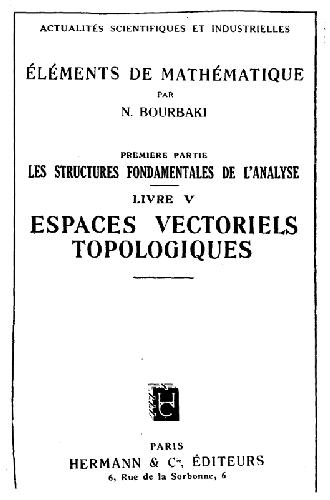 ACTUALITÉS SCIENTIFIQUES ET INDUSTRIELLES
ÉLÉMENTS DE MATHÉMATIQUE
PAR
N. BOURBAKI
PREMIÈRE PARTIE
LES STRUCTURES FONDAMENTALES DE L'ANALYSE
LIVRE V
ESPACES VECTORIELS
TOPOLOGIQUES
HC
PARIS
HERMANN & Cie, ÉDITEURS
6, Rue de la Sorbonne, 6